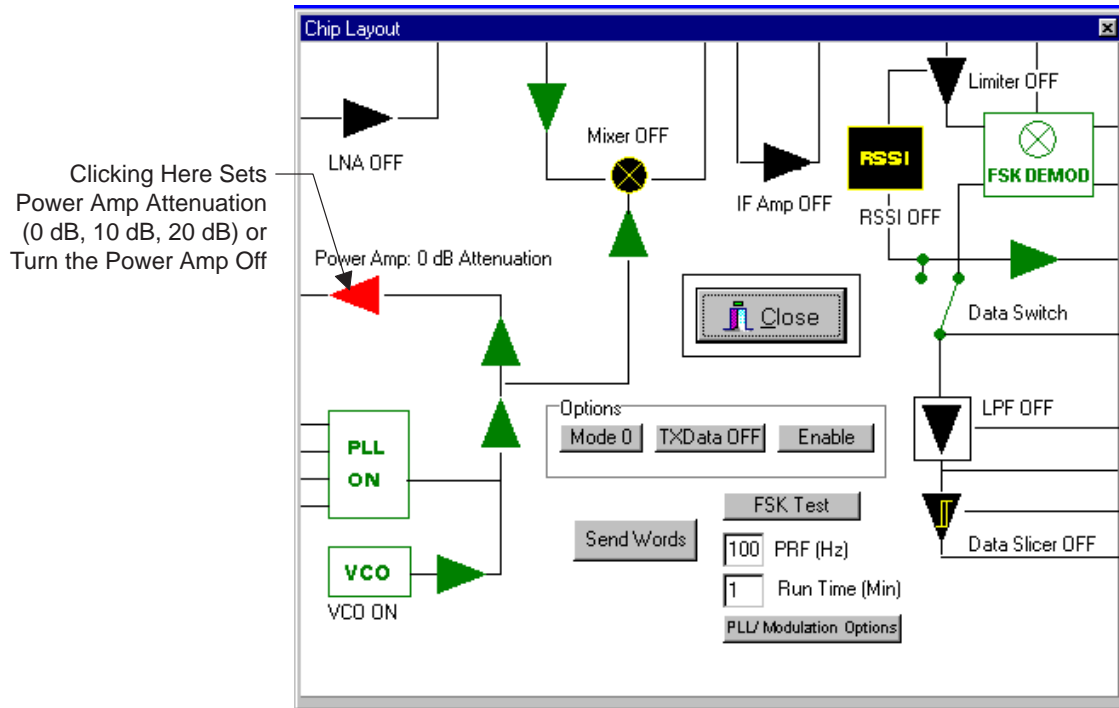 Chip Layout
Limiter OFF
Mixer OFF
RSSI
LNA OFF
FSK DEMOD
Clicking Here Sets
Power Amp Attenuation
(0 dB, 10 dB, 20 dB) or
Turn the Power Amp Off
IF Amp OFF
RSSI OFF
Power Amp: 0 dB Attenuation
Close
Data Switch
Options
Mode 0
TXData OFF
Enable
LPF OFF
PLL
ON
FSK Test
Send Words
100 PRF (Hz)
Data Slicer OFF
VCO
1 Run Time (Min)
VCO ON
PLL/ Modulation Options